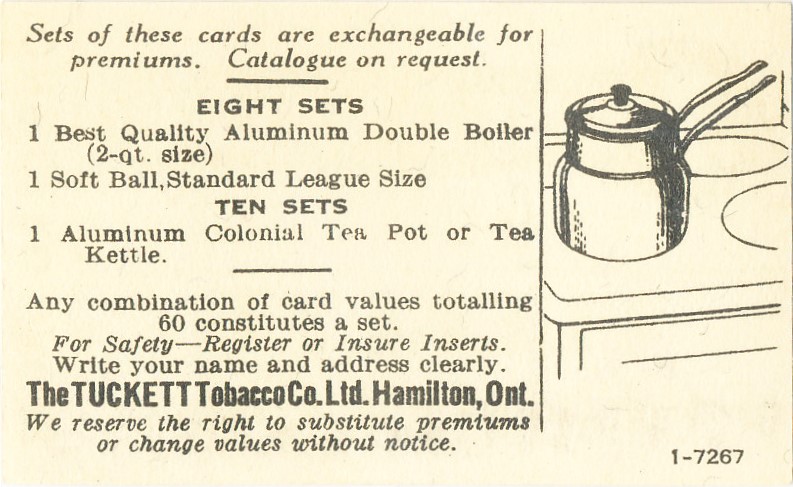 Sets of these cards are exchangeable for
premiums. Catalogue on request.
EIGHT SETS
1 Best Quality Aluminum Double Boiler
(2-qt. size)
1 Soft Ball, Standard League Size
TEN SETS
1 Aluminum Colonial Tea Pot or Tea
Kettle.
Any combination of card values totalling
60 constitutes a set.
For Safety—Register or Insure Inserts.
Write your name and address clearly.
The TUCKETT Tobacco Co. Ltd. Hamilton, Ont.
We reserve the right to substitute premiums
or change values without notice.
1-7267